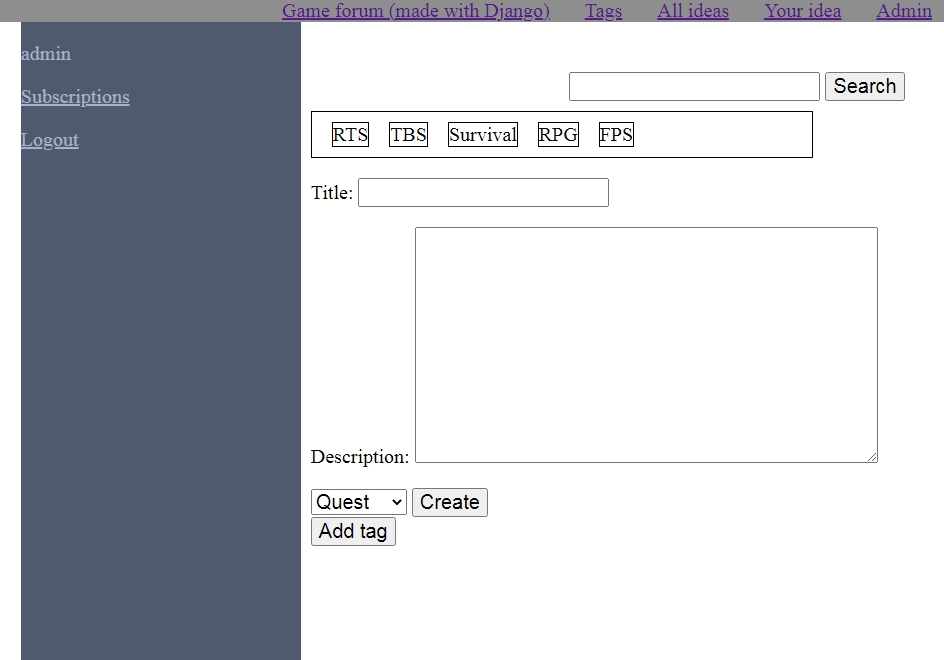 Game forum (made with Django) Tags All ideas Your idea Admin
admin
Subscriptions
Logout
Search
RTS TBS Survival RPG FPS
Title:
Description:
Quest Create
Add tag